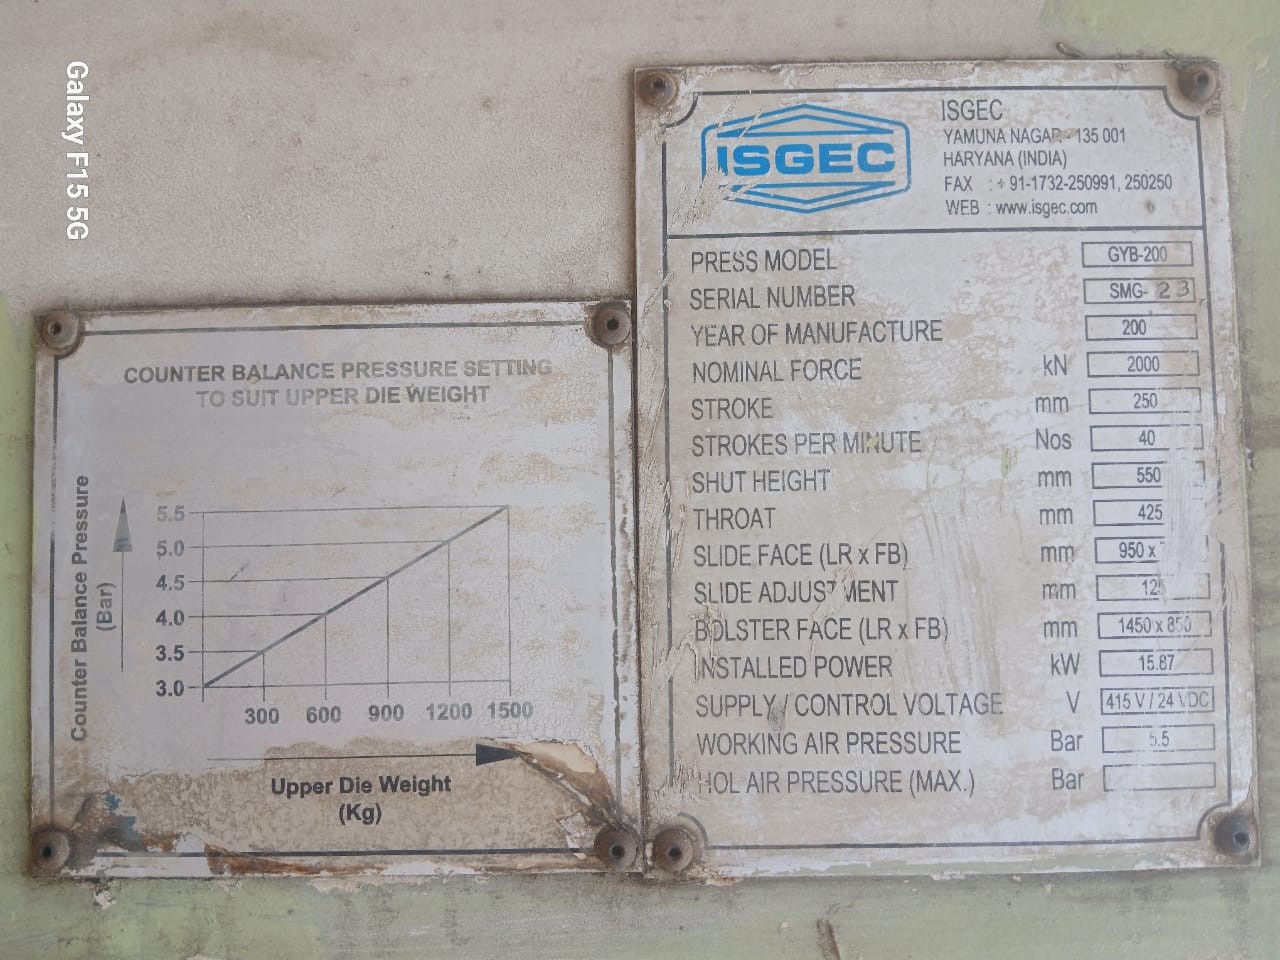 Galaxy F15 5G
COUNTER BALANCE PRESSURE SETTING
TO SUIT UPPER DIE WEIGHT
Counter Balance Pressure
(Bar)
5.5
5.0
4.5
4.0
3.5
3.0
300 600 900 1200 1500
Upper Die Weight
(Kg)
ISGEC
ISGEC
YAMUNA NAGAR - 135 001
HARYANA (INDIA)
FAX : + 91-1732-250991, 250250
WEB : www.isgec.com
PRESS MODEL GYB-200
SERIAL NUMBER SMG- 23
YEAR OF MANUFACTURE 200
NOMINAL FORCE kN 2000
STROKE mm 250
STROKES PER MINUTE Nos 40
SHUT HEIGHT mm 550
THROAT mm 425
SLIDE FACE (LR x FB) mm 950 x
SLIDE ADJUSTMENT mm
BOLSTER FACE (LR x FB) mm 1450 x 850
INSTALLED POWER kW 15.87
SUPPLY / CONTROL VOLTAGE V 415 V / 24 VDC
WORKING AIR PRESSURE Bar 5.5
HOL AIR PRESSURE (MAX.) Bar